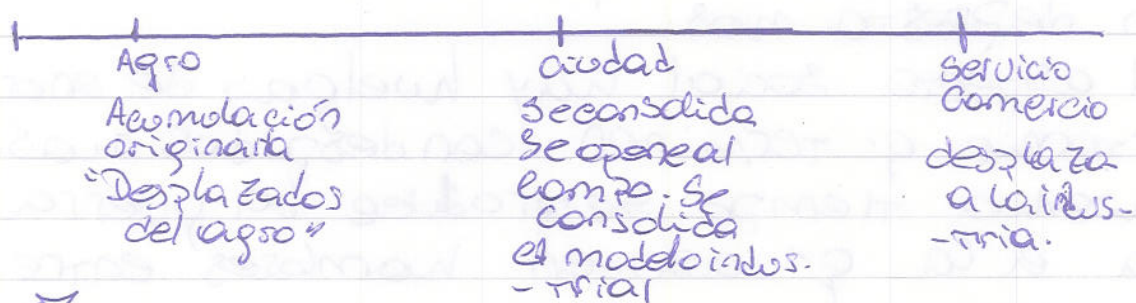 Agro
Acumulación
originaria
"Desplazados
del agro"
ciudad
se consolida
se opone al
campo. Se
consolida
el modelo indus-
-trial
Servicio
Comercio
desplaza
a la indus-
-tria.